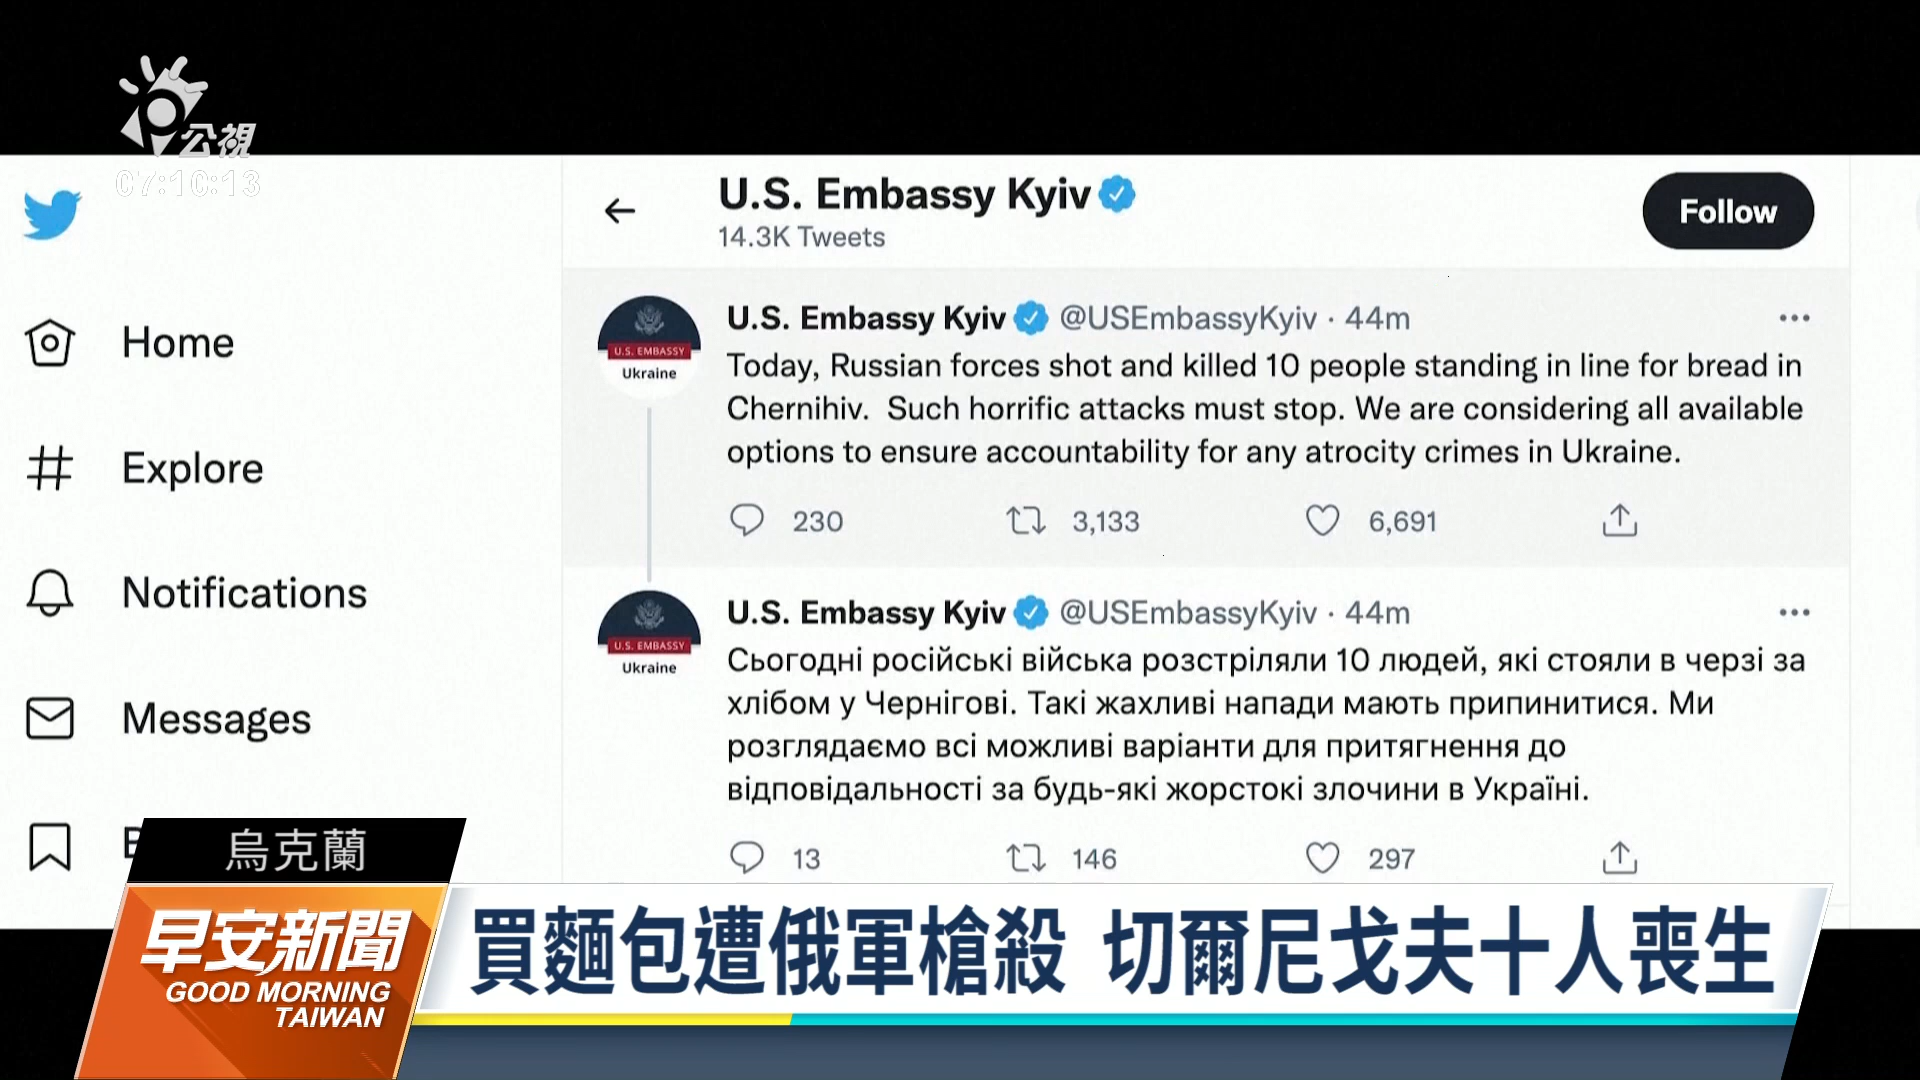 公視
07:10:13
U.S. Embassy Kyiv
14.3K Tweets
Follow
Home
Explore
Notifications
Messages
U.S. EMBASSY
Ukraine
U.S. Embassy Kyiv @USEmbassyKyiv · 44m
Today, Russian forces shot and killed 10 people standing in line for bread in
Chernihiv. Such horrific attacks must stop. We are considering all available
options to ensure accountability for any atrocity crimes in Ukraine.
230 3,133 6,691
U.S. EMBASSY
Ukraine
U.S. Embassy Kyiv @USEmbassyKyiv · 44m
Сьогодні російські війська розстріляли 10 людей, які стояли в черзі за
хлібом у Чернігові. Такі жахливі напади мають припинитися. Ми
розглядаємо всі можливі варіанти для притягнення до
відповідальності за будь-які жорстокі злочини в Україні.
13 146 297
烏克蘭
早安新聞
GOOD MORNING
TAIWAN
買麵包遭俄軍槍殺 切爾尼戈夫十人喪生